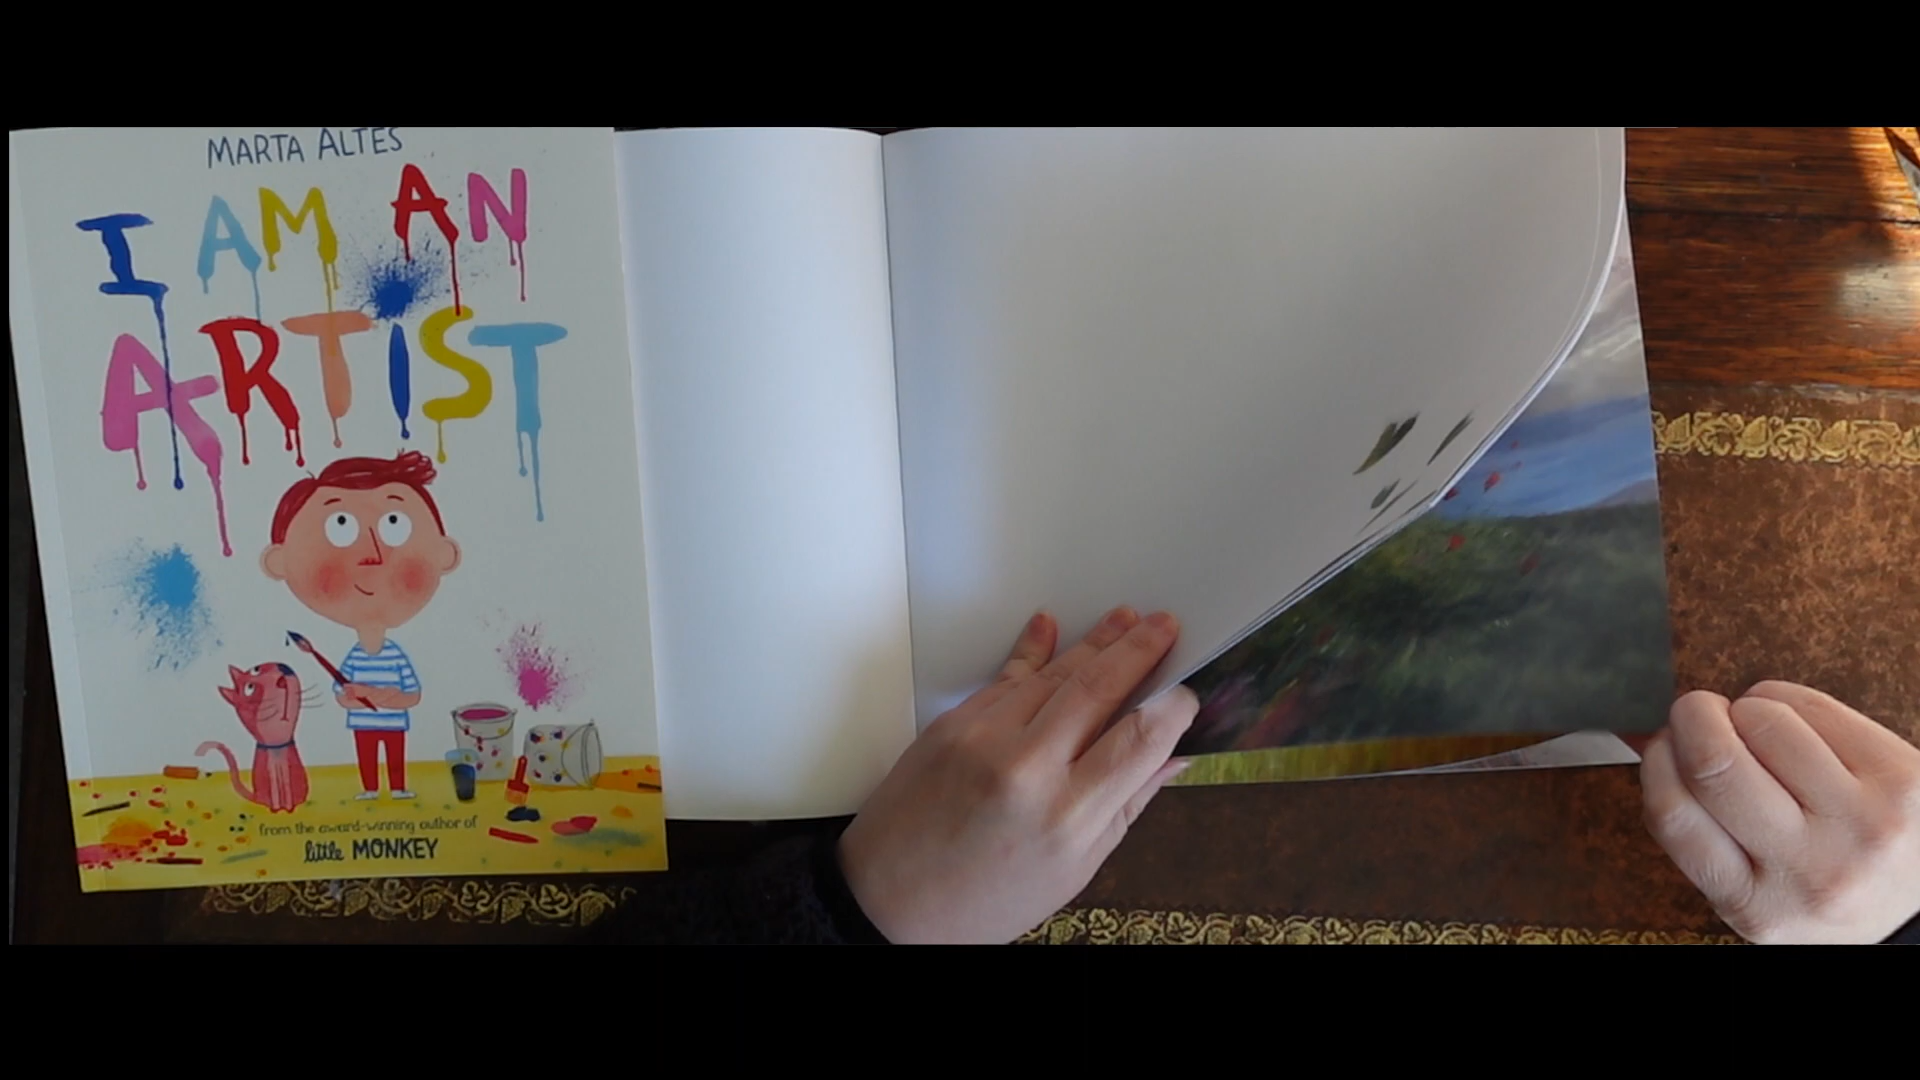 MARTA ALTES
I AM AN
ARTiST
from the award-winning author of
little MONKEY